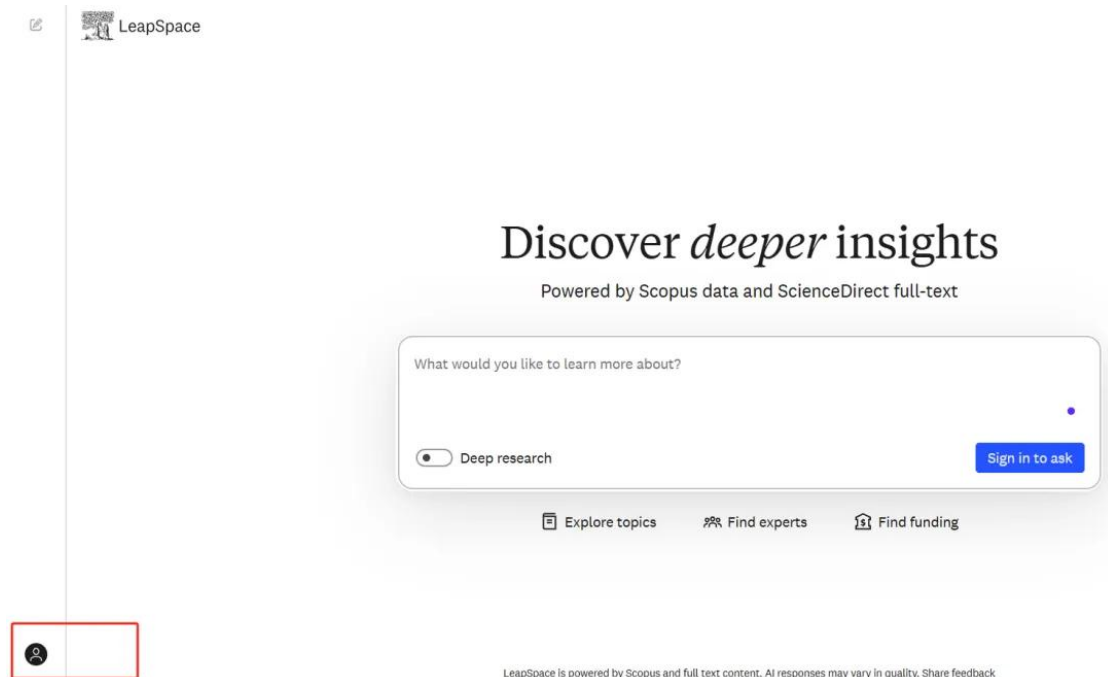 LeapSpace
Discover deeper insights
Powered by Scopus data and ScienceDirect full-text
What would you like to learn more about?
Deep research
Sign in to ask
Explore topics
Find experts
Find funding
LeapSpace is powered by Scopus and full text content. AI responses may vary in quality. Share feedback